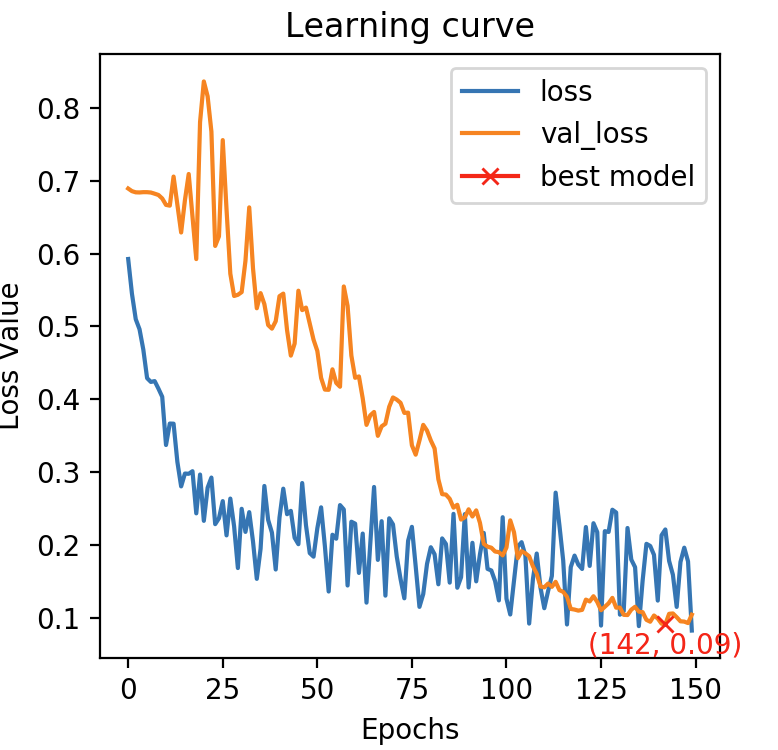 Learning curve
loss
val_loss
best model
Loss Value
0.8
0.7
0.6
0.5
0.4
0.3
0.2
0.1
(142, 0.09)
0 25 50 75 100 125 150
Epochs